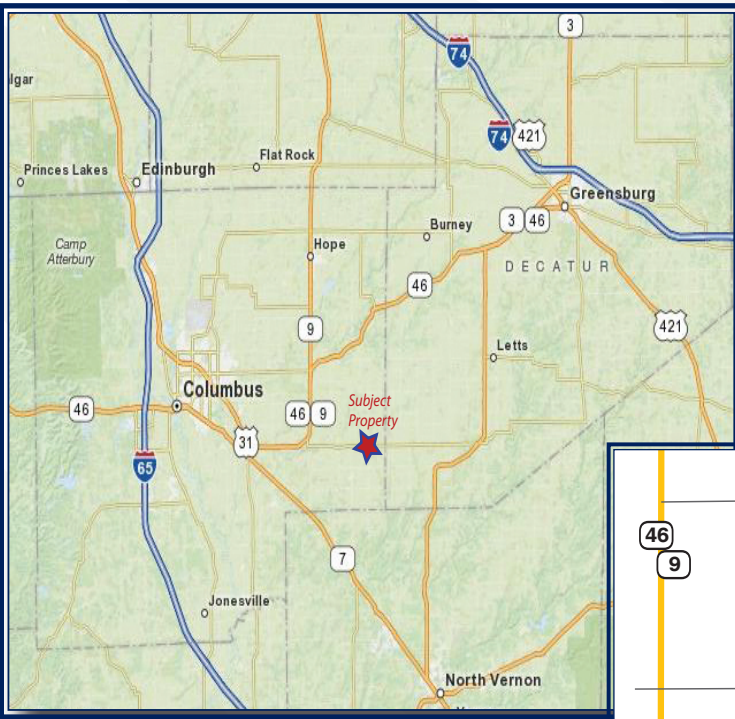 3
74
lgar
74
421
Flat Rock
Princes Lakes
Edinburgh
Greensburg
3
46
Burney
Camp
Atterbury
Hope
DECATUR
46
9
421
Letts
Columbus
Subject
Property
46
46
9
31
65
46
9
7
Jonesville
North Vernon